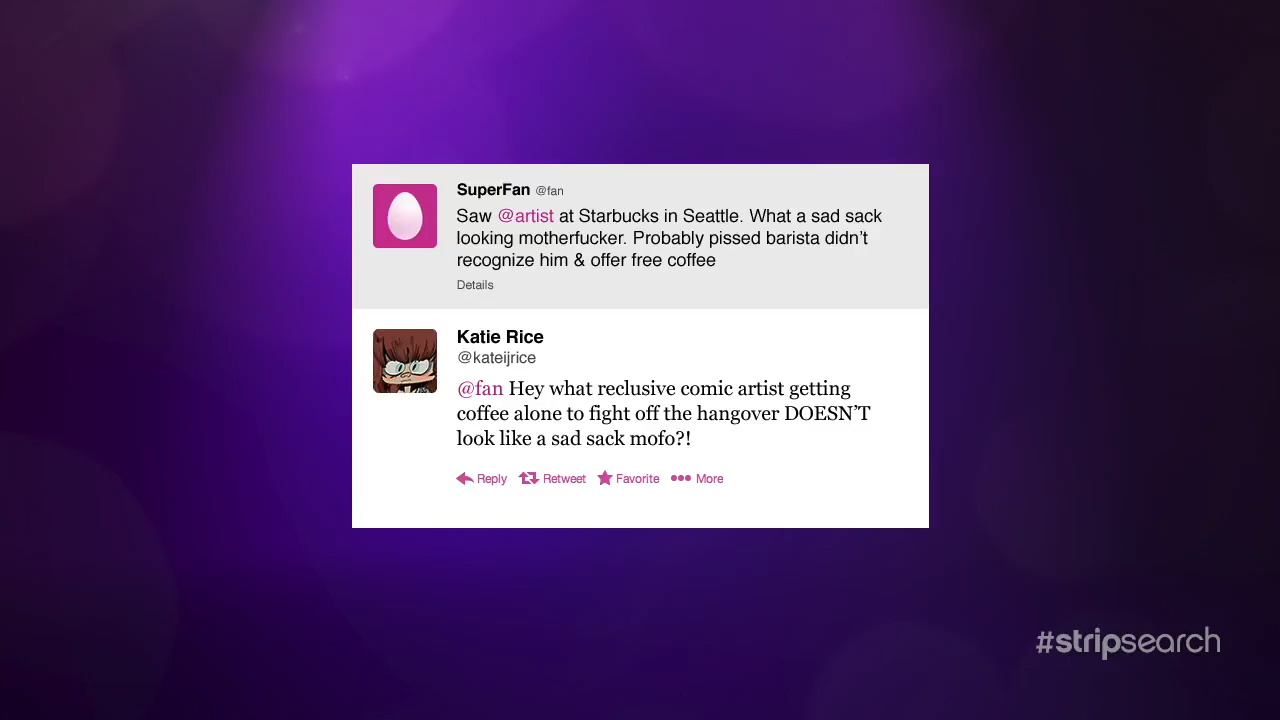 SuperFan @fan
Saw @artist at Starbucks in Seattle. What a sad sack
looking motherfucker. Probably pissed barista didn’t
recognize him & offer free coffee
Details
Katie Rice
@kateijrice
@fan Hey what reclusive comic artist getting
coffee alone to fight off the hangover DOESN’T
look like a sad sack mofo?!
Reply Retweet Favorite More
#stripsearch